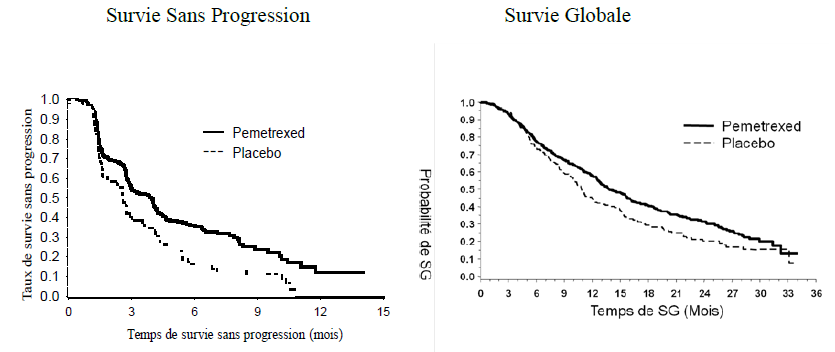 Survie Sans Progression
Survie Globale
Taux de survie sans progression
1.0
0.9
0.8
0.7
0.6
0.5
0.4
0.3
0.2
0.1
0.0
Pemetrexed
Placebo
0 3 6 9 12 15
Temps de survie sans progression (mois)
Probabilité de SG
1.0
0.9
0.8
0.7
0.6
0.5
0.4
0.3
0.2
0.1
0.0
Pemetrexed
Placebo
0 3 6 9 12 15 18 21 24 27 30 33 36
Temps de SG (Mois)